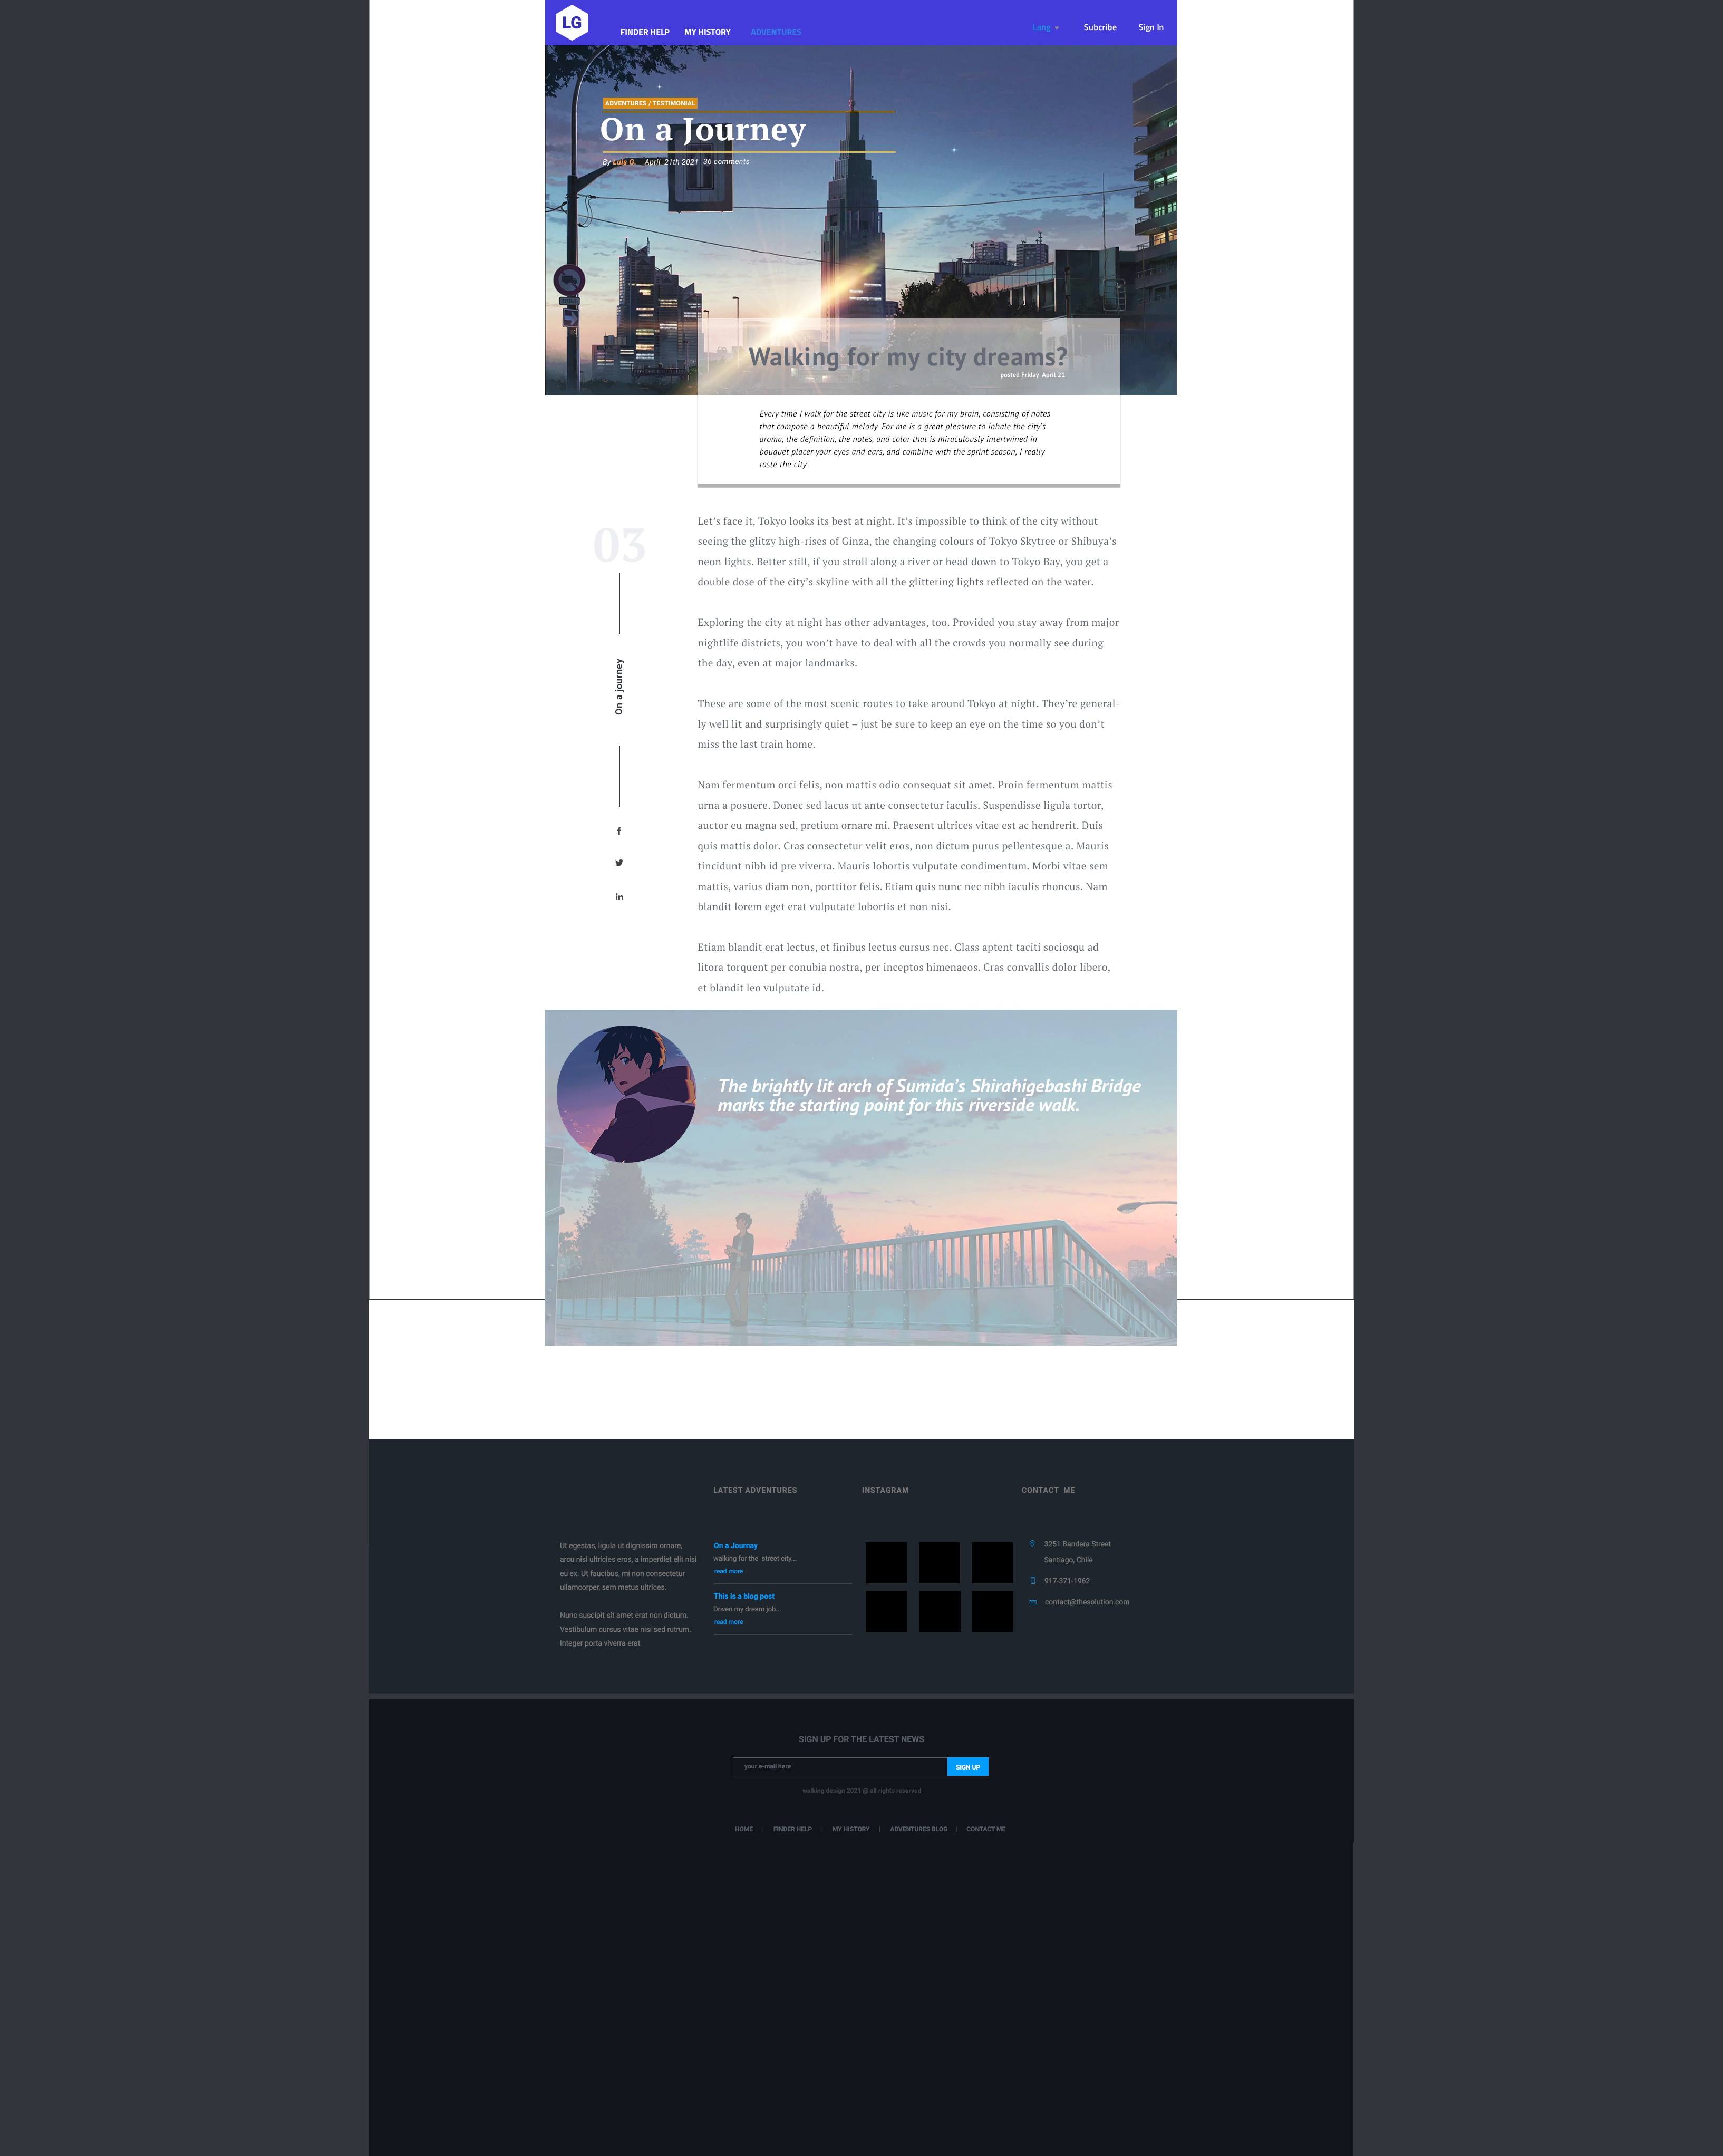 LG
FINDER HELP
MY HISTORY
ADVENTURES
Lang
Subcribe
Sign In
ADVENTURES / TESTIMONIAL
On a Journey
By Luis G. April 21th 2021 36 comments
Walking for my city dreams?
posted Friday April 21
Every time I walk for the street city is like music for my brain, consisting of notes
that compose a beautiful melody. For me is a great pleasure to inhale the city's
aroma, the definition, the notes, and color that is miraculously intertwined in
bouquet placer your eyes and ears, and combine with the sprint season, I really
taste the city.
03
On a journey
Let's face it, Tokyo looks its best at night. It's impossible to think of the city without
seeing the glitzy high-rises of Ginza, the changing colours of Tokyo Skytree or Shibuya's
neon lights. Better still, if you stroll along a river or head down to Tokyo Bay, you get a
double dose of the city's skyline with all the glittering lights reflected on the water.
Exploring the city at night has other advantages, too. Provided you stay away from major
nightlife districts, you won't have to deal with all the crowds you normally see during
the day, even at major landmarks.
These are some of the most scenic routes to take around Tokyo at night. They're general-
ly well lit and surprisingly quiet – just be sure to keep an eye on the time so you don't
miss the last train home.
Nam fermentum orci felis, non mattis odio consequat sit amet. Proin fermentum mattis
urna a posuere. Donec sed lacus ut ante consectetur iaculis. Suspendisse ligula tortor,
auctor eu magna sed, pretium ornare mi. Praesent ultrices vitae est ac hendrerit. Duis
quis mattis dolor. Cras consectetur velit eros, non dictum purus pellentesque a. Mauris
tincidunt nibh id pre viverra. Mauris lobortis vulputate condimentum. Morbi vitae sem
mattis, varius diam non, porttitor felis. Etiam quis nunc nec nibh iaculis rhoncus. Nam
blandit lorem eget erat vulputate lobortis et non nisi.
Etiam blandit erat lectus, et finibus lectus cursus nec. Class aptent taciti sociosqu ad
litora torquent per conubia nostra, per inceptos himenaeos. Cras convallis dolor libero,
et blandit leo vulputate id.
The brightly lit arch of Sumida's Shirahigebashi Bridge
marks the starting point for this riverside walk.
Ut egestas, ligula ut dignissim ornare,
arcu nisi ultricies eros, a imperdiet elit nisi
eu ex. Ut faucibus, mi non consectetur
ullamcorper, sem metus ultrices.
Nunc suscipit sit amet erat non dictum.
Vestibulum cursus vitae nisi sed rutrum.
Integer porta viverra erat
LATEST ADVENTURES
On a Journay
walking for the street city...
read more
This is a blog post
Driven my dream job...
read more
INSTAGRAM
CONTACT ME
3251 Bandera Street
Santiago, Chile
917-371-1962
contact@thesolution.com
SIGN UP FOR THE LATEST NEWS
your e-mail here
SIGN UP
walking design 2021 @ all rights reserved
HOME | FINDER HELP | MY HISTORY | ADVENTURES BLOG | CONTACT ME